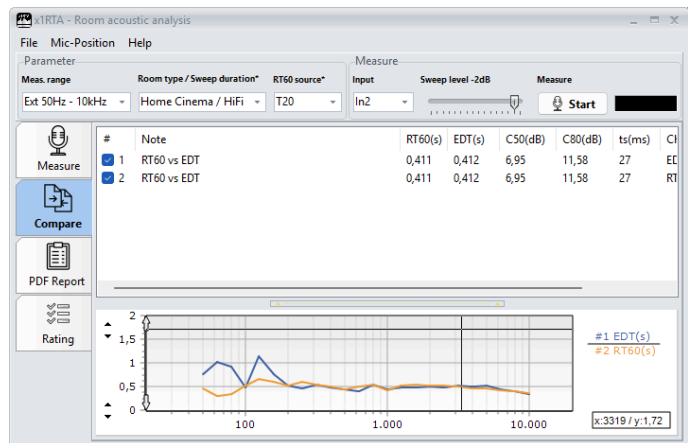 x1RTA - Room acoustic analysis
File Mic-Position Help
Parameter
Measure
Meas. range Room type / Sweep duration* RT60 source* Input Sweep level -2dB Measure
Ext 50Hz - 10kHz Home Cinema / HiFi T20 In2 Start
Measure
Compare
PDF Report
Rating
# Note RT60(s) EDT(s) C50(dB) C80(dB) ts(ms)
1 RT60 vs EDT 0,411 0,412 6,95 11,58 27
2 RT60 vs EDT 0,411 0,412 6,95 11,58 27
2
1,5
1
0,5
0
100 1.000 10.000
#1 EDT(s)
#2 RT60(s)
x:3319 / y:1,72